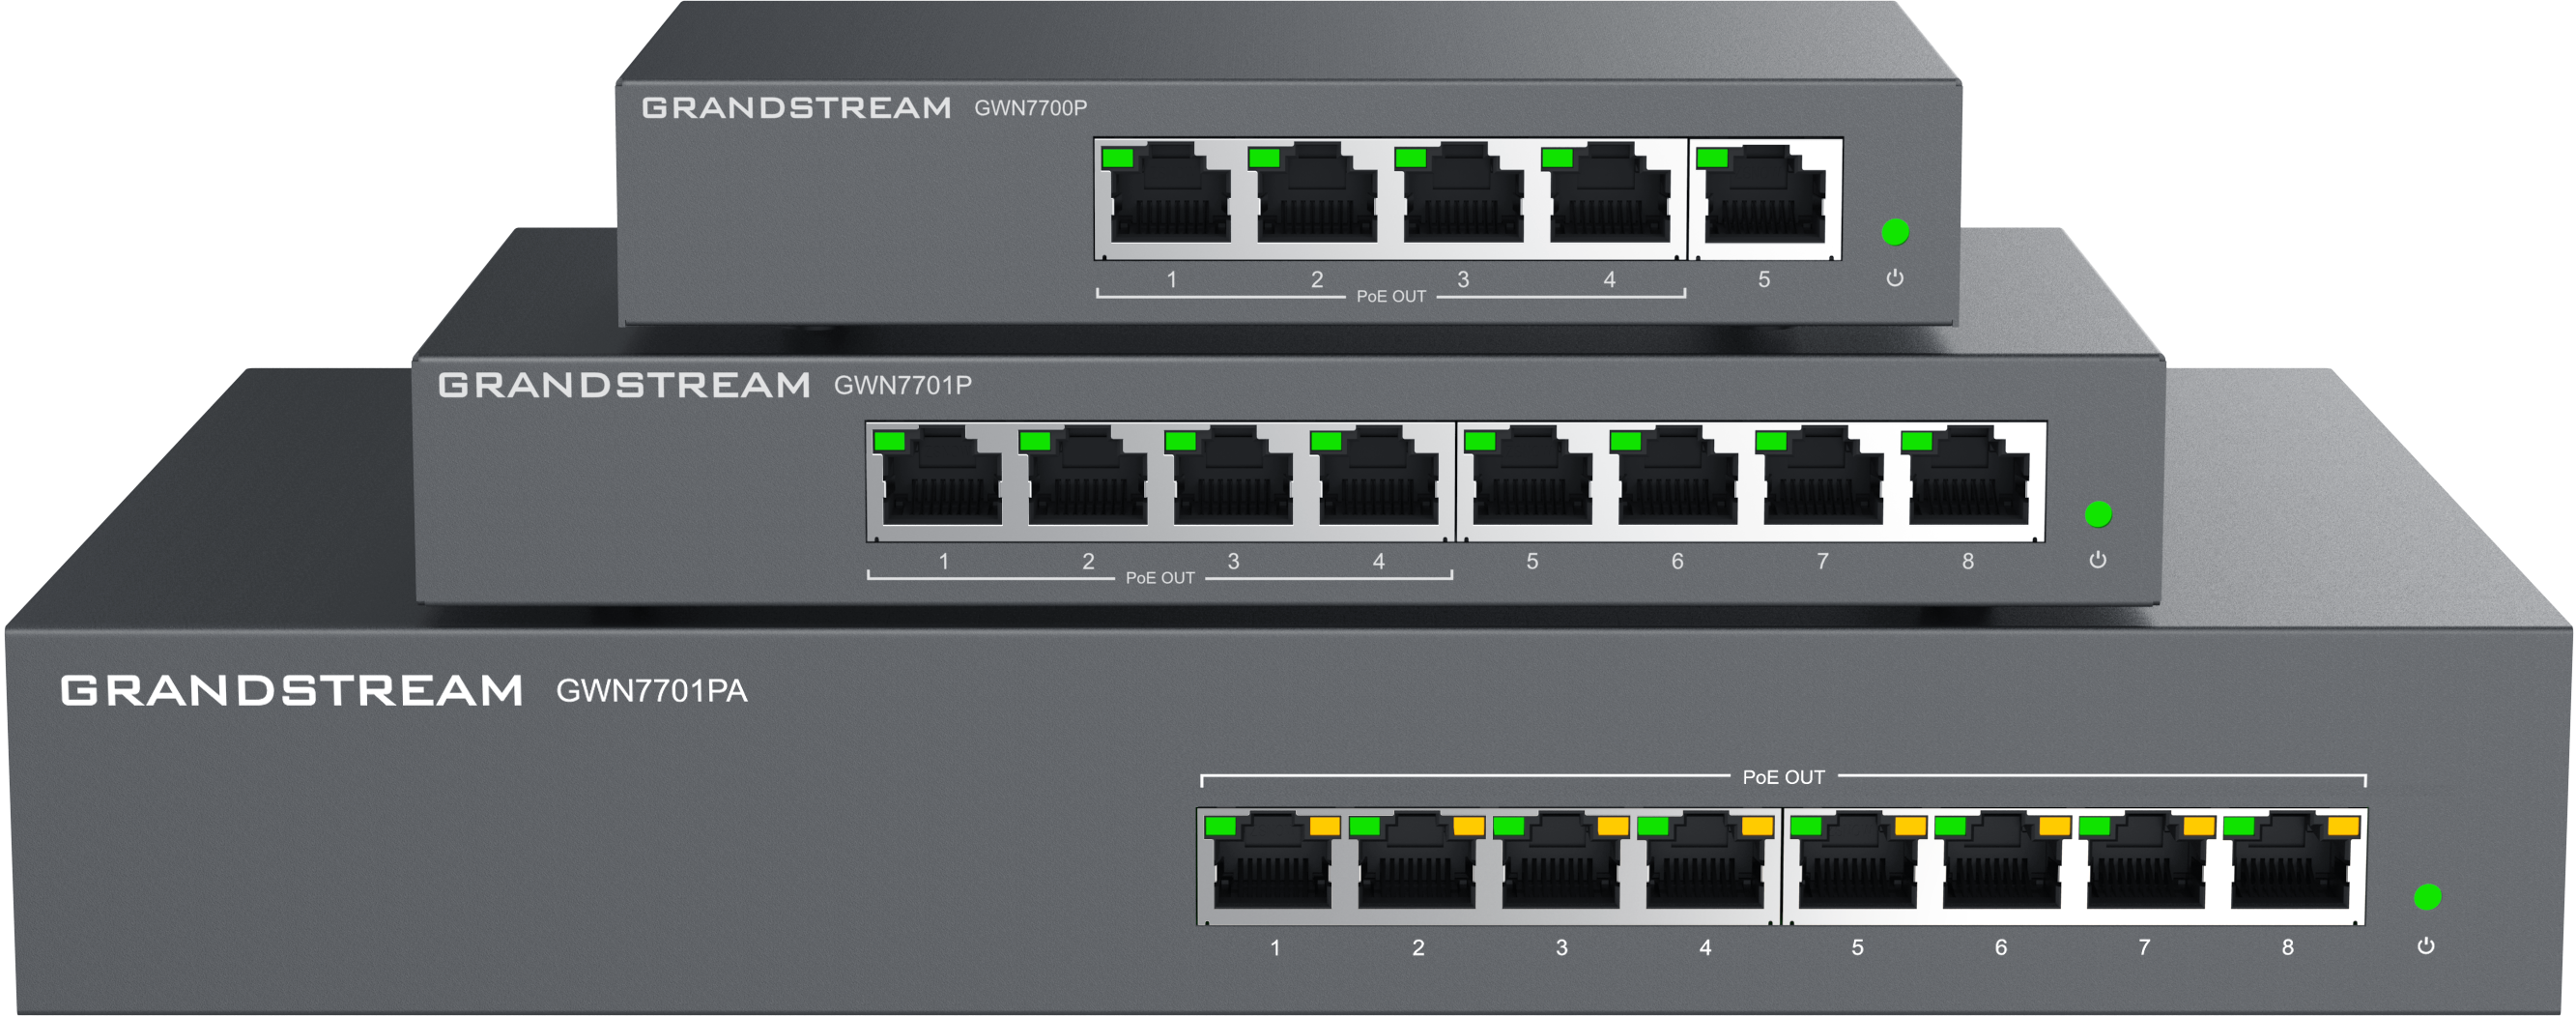 GRANDSTREAM GWN7700P
1 2 3 4 5
PoE OUT
GRANDSTREAM GWN7701P
1 2 3 4 5 6 7 8
PoE OUT
GRANDSTREAM GWN7701PA
PoE OUT
1 2 3 4 5 6 7 8